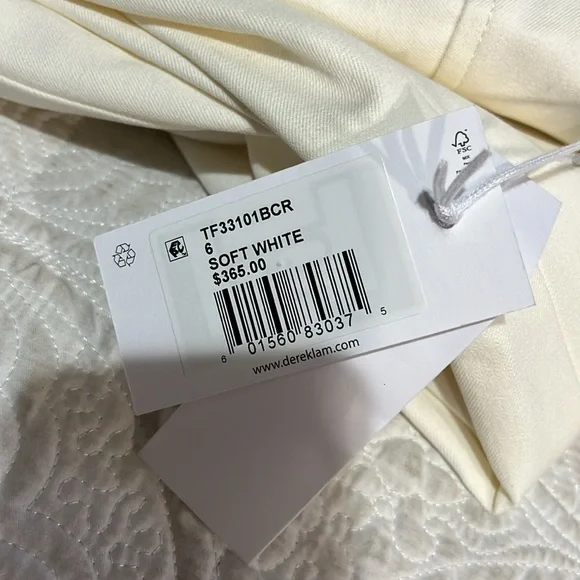 FSC
TF33101BCR
6
SOFT WHITE
$365.00
6 01560 83037 5
www.dereklam.com